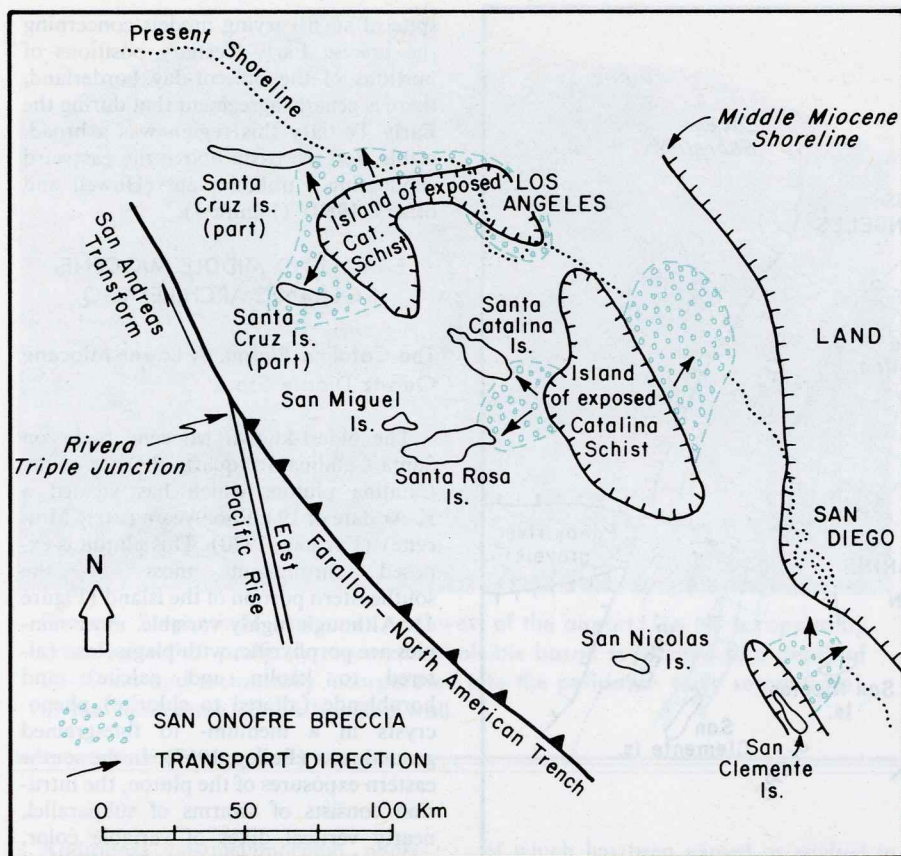 Present Shoreline
Middle Miocene
Shoreline
Santa
Cruz Is.
(part)
Island of exposed
Cat.
Schist
LOS
ANGELES
San Andreas
Transform
Santa
Cruz Is.
(part)
Santa
Catalina
Is.
LAND
San Miguel
Is.
Island
of exposed
Catalina
Schist
Santa Rosa
Is.
Rivera
Triple Junction
East
Pacific Rise
Farallon - North
American Trench
SAN
DIEGO
N
San Nicolas
Is.
San
Clemente
Is.
SAN ONOFRE BRECCIA
TRANSPORT DIRECTION
0 50 100 Km